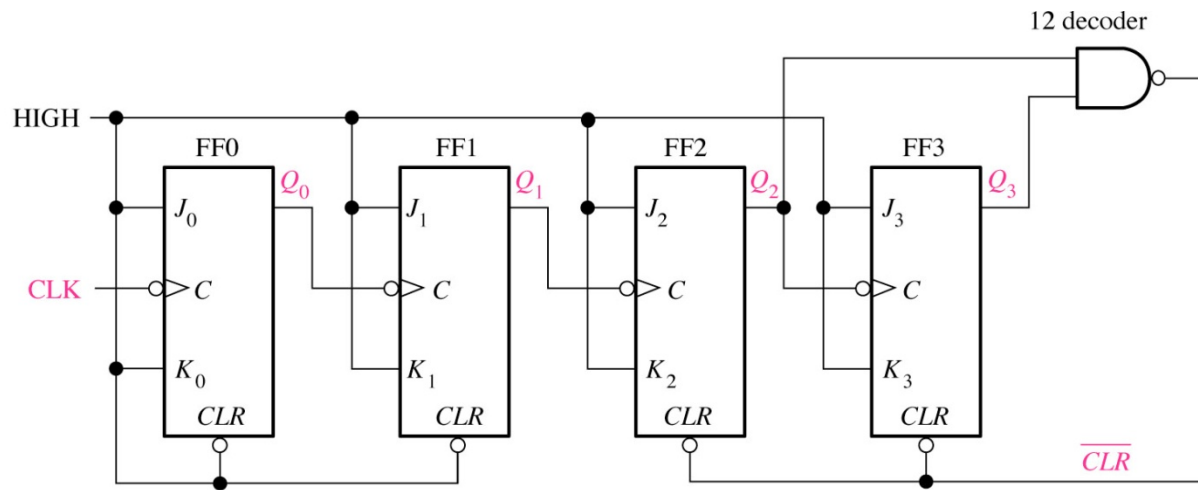 12 decoder
HIGH
FF0 FF1 FF2 FF3
Q0 Q1 Q2 Q3
J0 J1 J2 J3
CLK C C C C
K0 K1 K2 K3
CLR CLR CLR CLR
CLR